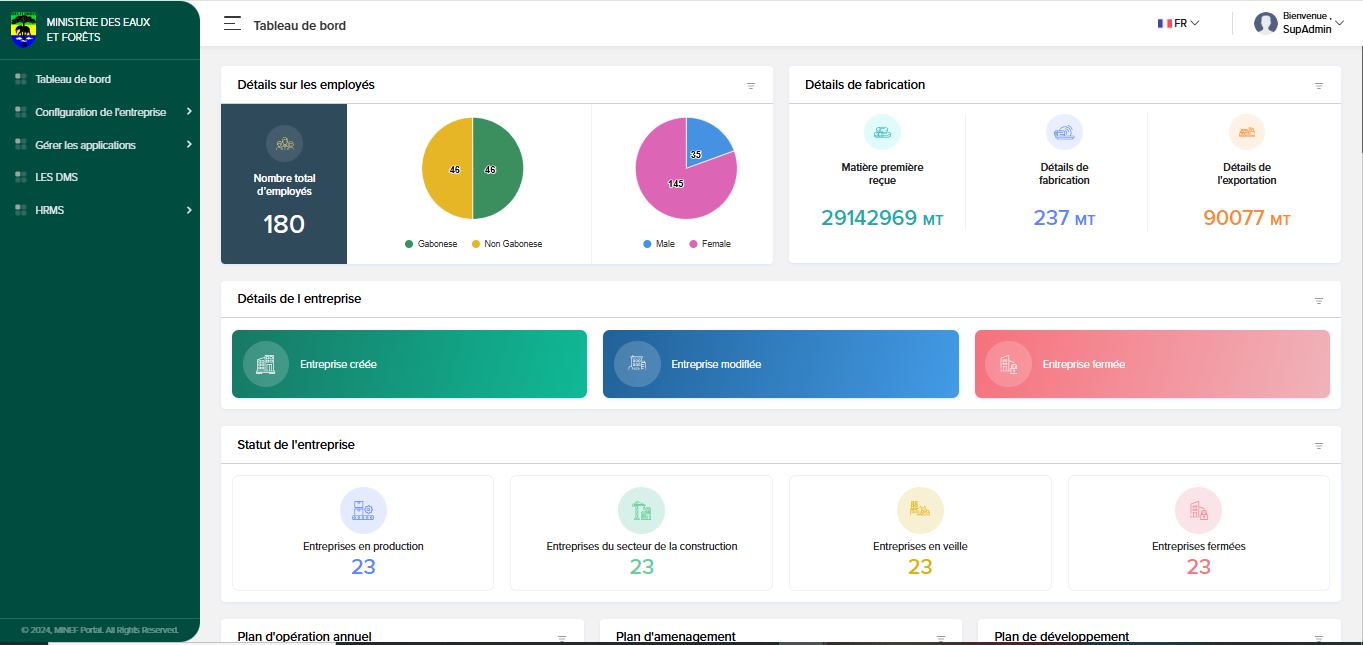 MINISTÈRE DES EAUX
ET FORÊTS
Tableau de bord
FR
Bienvenue ,
SupAdmin
Tableau de bord
Configuration de l'entreprise
Gérer les applications
LES DMS
HRMS
© 2024, MINEF Portal. All Rights Reserved.
Détails sur les employés
Nombre total
d'employés
180
46
46
Gabonese
Non Gabonese
35
145
Male
Female
Détails de fabrication
Matière première
reçue
29142969 MT
Détails de
fabrication
237 MT
Détails de
l'exportation
90077 MT
Détails de l entreprise
Entreprise créée
Entreprise modifiée
Entreprise fermée
Statut de l'entreprise
Entreprises en production
23
Entreprises du secteur de la construction
23
Entreprises en veille
23
Entreprises fermées
23
Plan d'opération annuel
Plan d'amenagement
Plan de développement